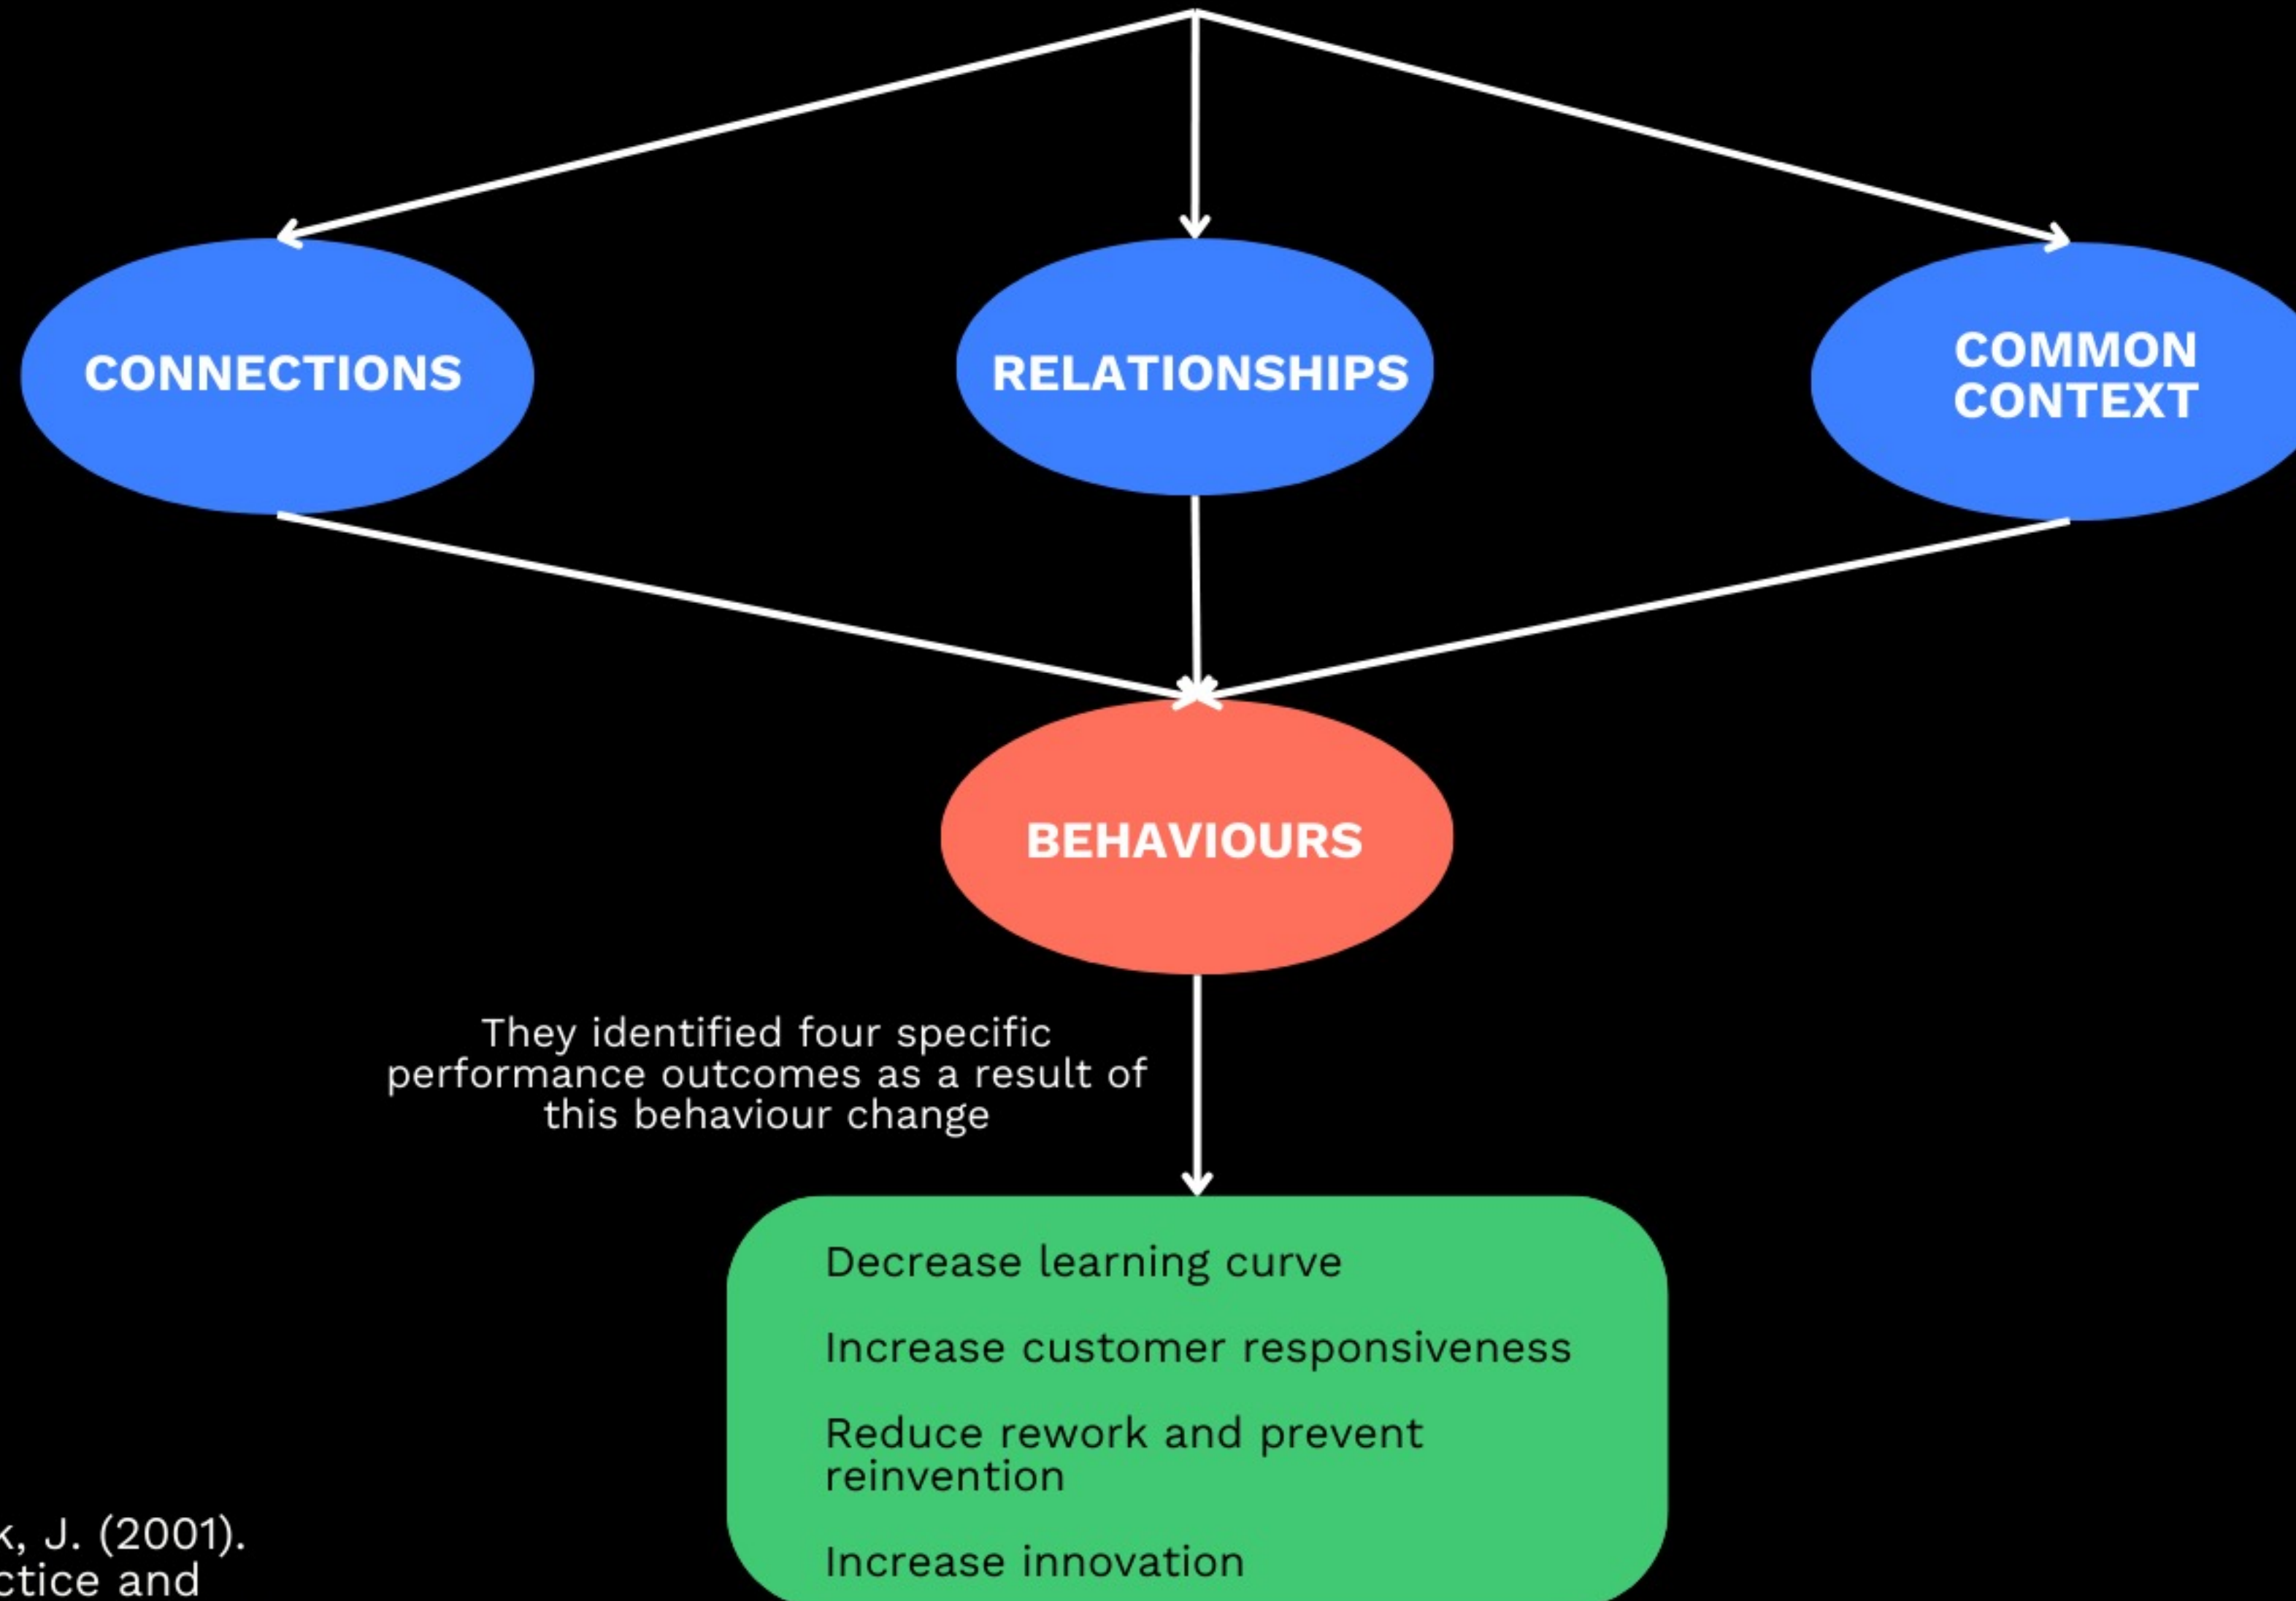 CONNECTIONS
RELATIONSHIPS
COMMON
CONTEXT
BEHAVIOURS
They identified four specific
performance outcomes as a result of
this behaviour change
Decrease learning curve
Increase customer responsiveness
Reduce rework and prevent
reinvention
Increase innovation
J. (2001).
and